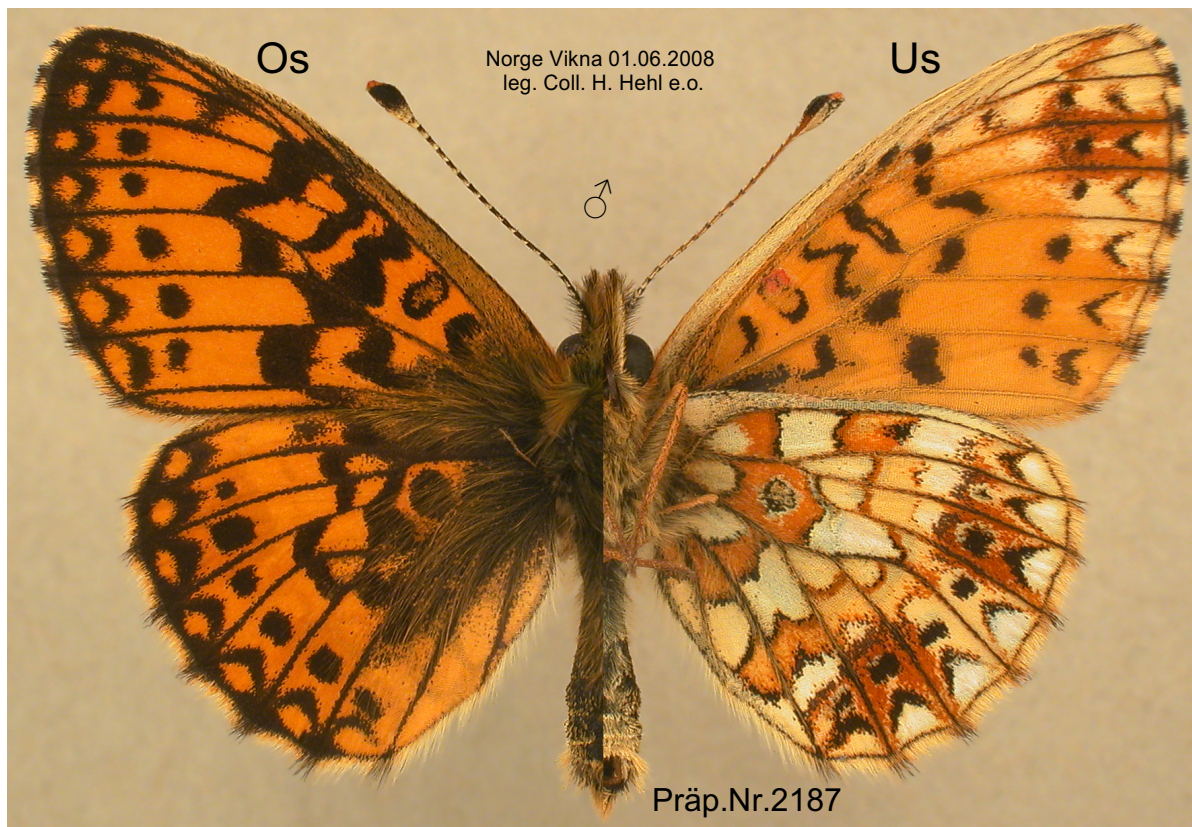 Os
Norge Vikna 01.06.2008
leg. Coll. H. Hehl e.o.
Us
♂
Präp.Nr.2187